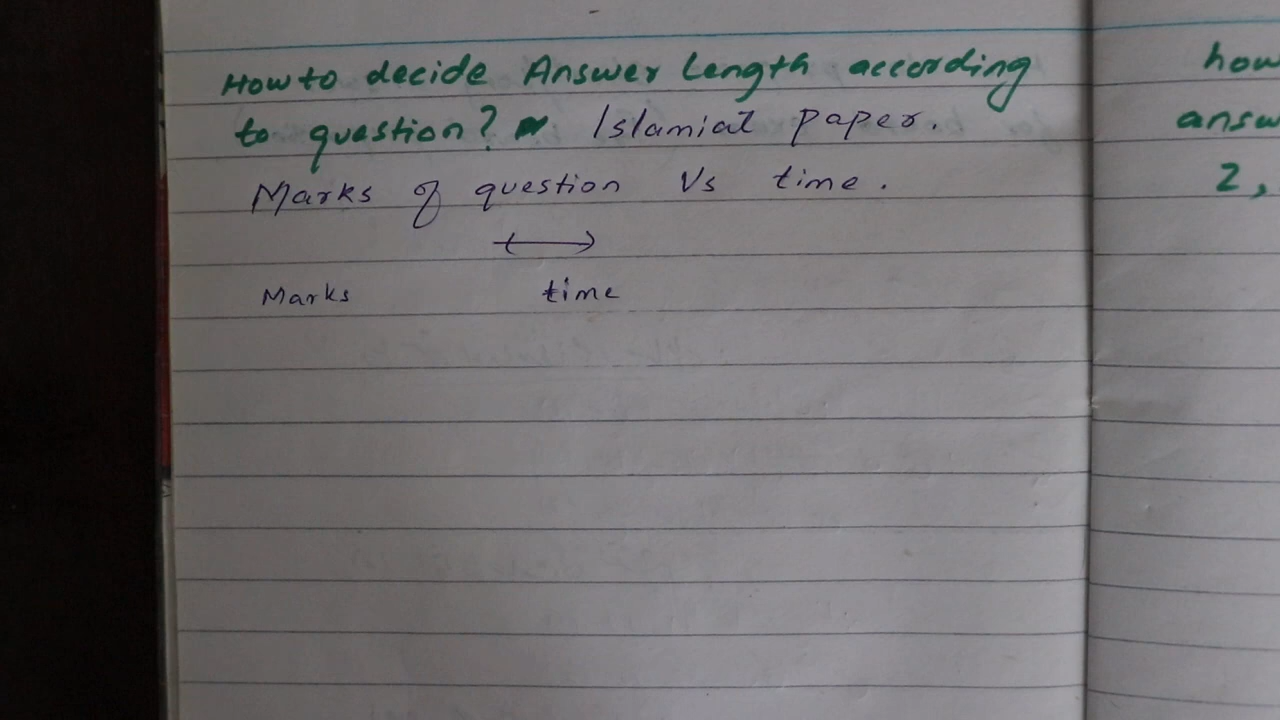 How to decide Answer Length according
to question? Islamiat paper.
Marks of question Vs time.
Marks time
how
answ
2,